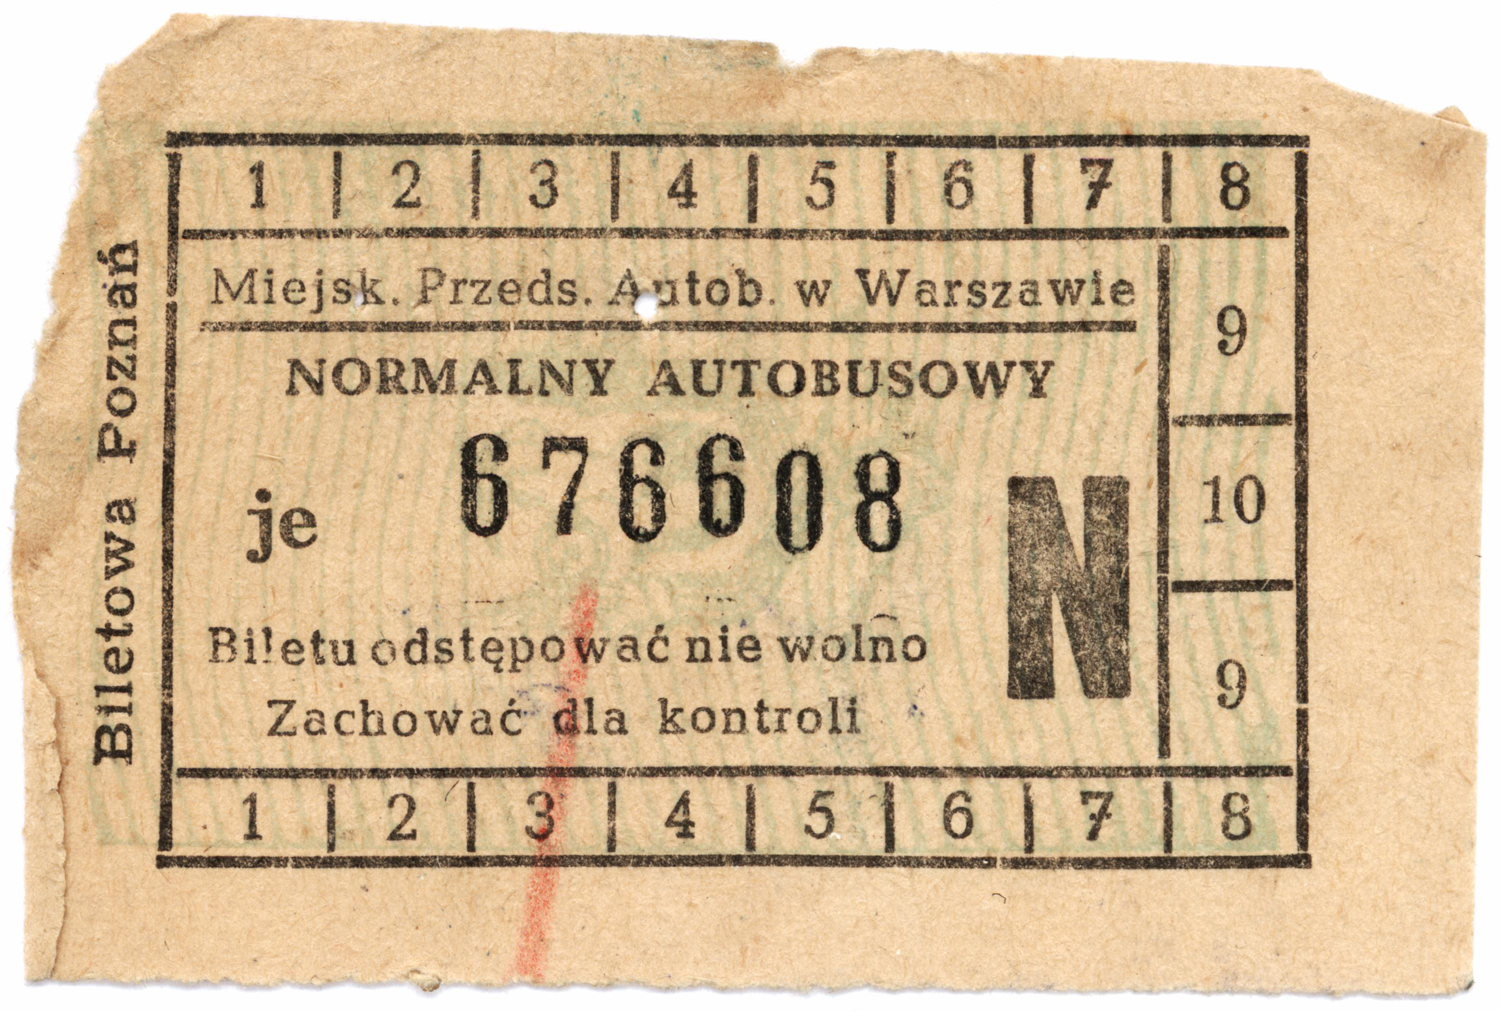 1 2 3 4 5 6 7 8
Miejsk. Przeds. Autob. w Warszawie
9
NORMALNY AUTOBUSOWY
je 676608
N
10
Biletu odstępować nie wolno
Zachować dla kontroli
9
1 2 3 4 5 6 7 8
Biletowa Poznań